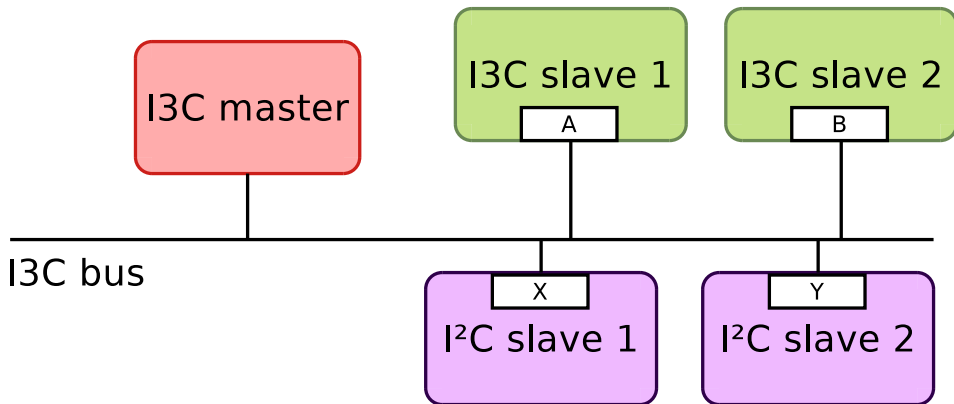 I3C master
I3C slave 1
A
I3C slave 2
B
I3C bus
X
I²C slave 1
Y
I²C slave 2